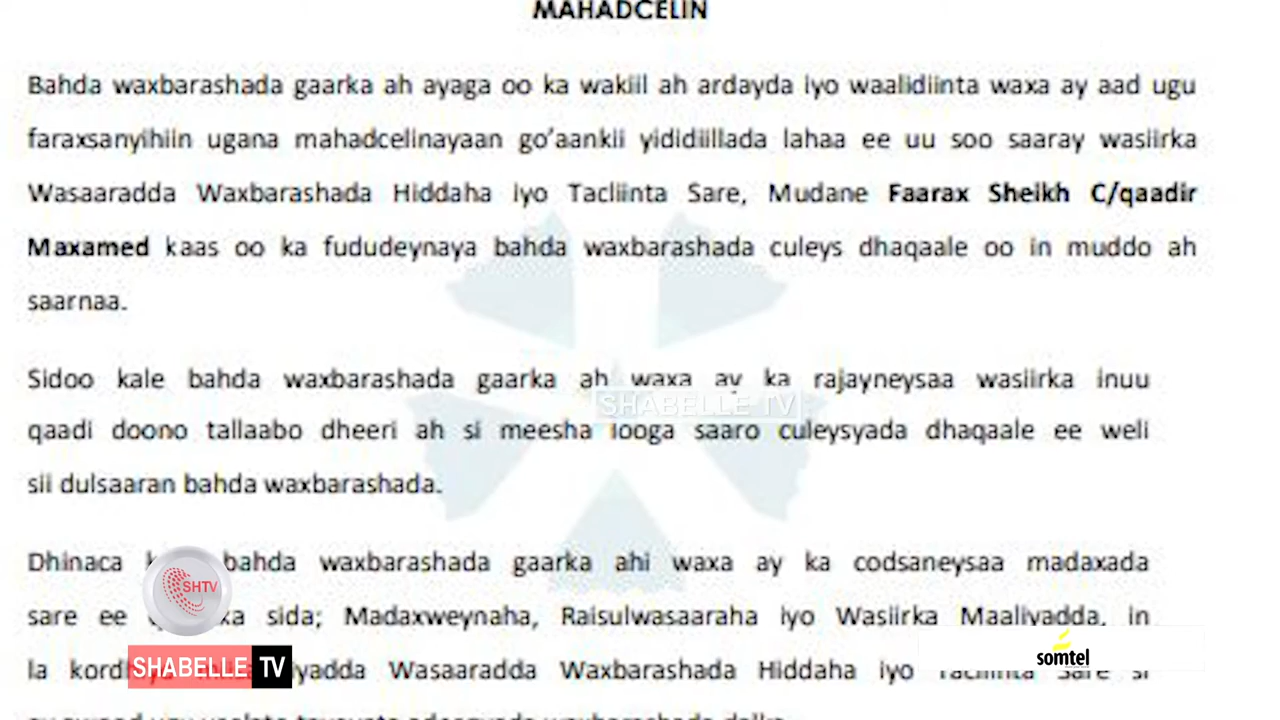 MAHADCELIN
Bahda waxbarashada gaarka ah ayaga oo ka wakiil ah ardayda iyo waalidiinta waxa ay aad ugu
faraxsanyihiin ugana mahadcelinayaan go'aankii yididiillada lahaa ee uu soo saaray wasiirka
Wasaaradda Waxbarashada Hiddaha iyo Tacliinta Sare, Mudane Faarax Sheikh C/qaadir
Maxamed kaas oo ka fududeynaya bahda waxbarashada culeys dhaqaale oo in muddo ah
saarnaa.
Sidoo kale bahda waxbarashada gaarka ah waxa ay ka rajayneysaa wasiirka inuu
SHABELLE TV
qaadi doono tallaabo dheeri ah si meesha looga saaro culeysyada dhaqaale ee weli
sii dulsaaran bahda waxbarashada.
Dhinaca bahda waxbarashada gaarka ahi waxa ay ka codsaneysaa madaxada
SHTV
sare ee sida; Madaxweynaha, Raisulwasaaraha iyo Wasiirka Maaliyadda, in
somtel
la Wasaaradda Waxbarashada Hiddaha iyo Tacliinta Sare si
SHABELLE TV